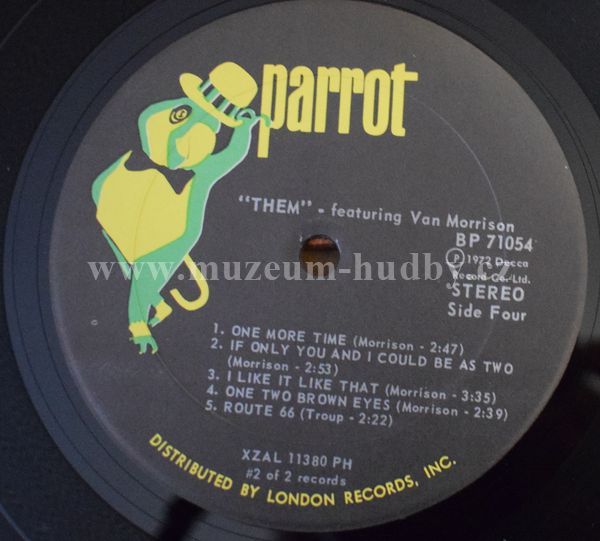 parrot
"THEM" - featuring Van Morrison
BP 71054
℗ 1972 Decca
Record Co. Ltd.
STEREO
Side Four
www.muzeum-hudby.cz
1. ONE MORE TIME (Morrison - 2:47)
2. IF ONLY YOU AND I COULD BE AS TWO
(Morrison - 2:53)
3. I LIKE IT LIKE THAT (Morrison - 3:35)
4. ONE TWO BROWN EYES (Morrison - 2:39)
5. ROUTE 66 (Troup - 2:22)
XZAL 11380 PH
#2 of 2 records
DISTRIBUTED BY LONDON RECORDS, INC.